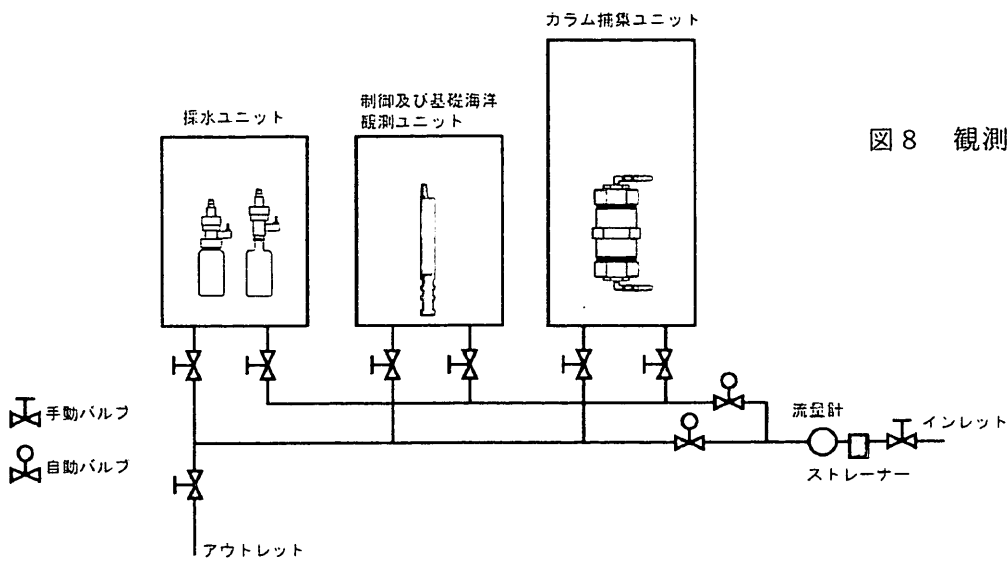 カラム捕集ユニット
制御及び基礎海洋
観測ユニット
採水ユニット
図8 観測
手動バルブ
自動バルブ
流量計
インレット
ストレーナー
アウトレット